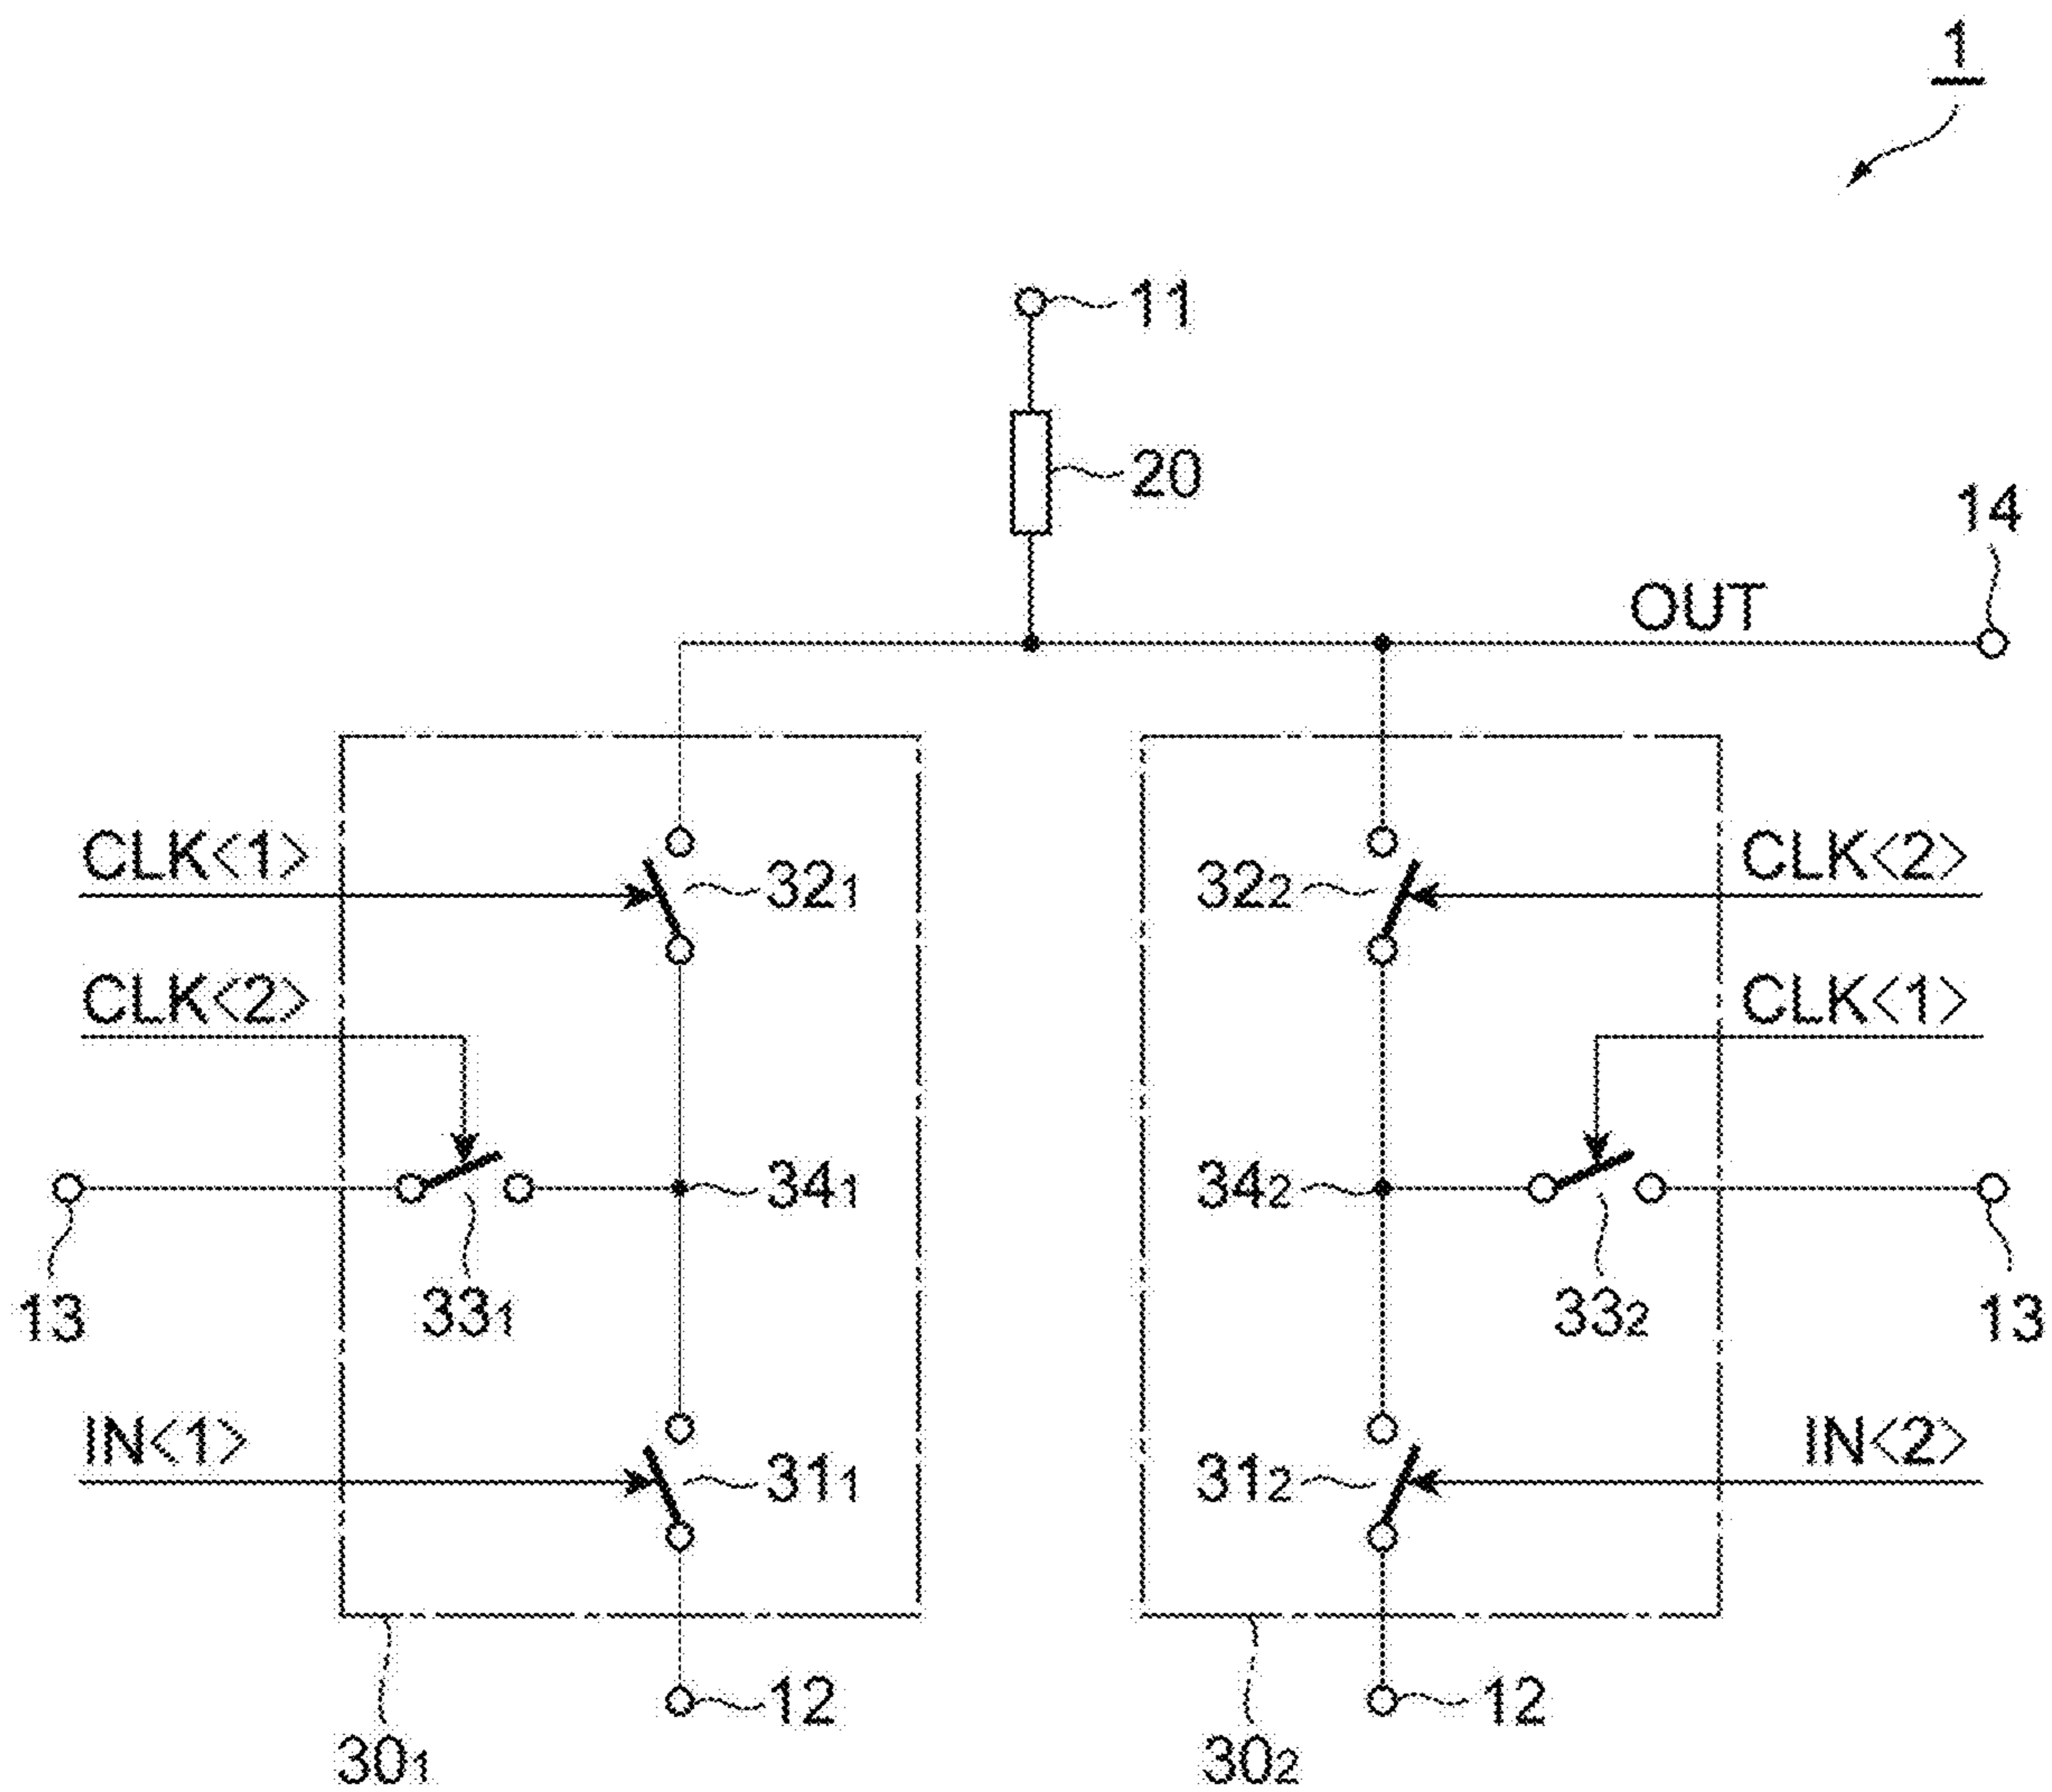 1
11
20
14
OUT
CLK<1>
32₁
32₂
CLK<2>
CLK<2>
CLK<1>
34₁
34₂
13
33₁
33₂
13
IN<1>
IN<2>
31₁
31₂
12
12
30₁
30₂